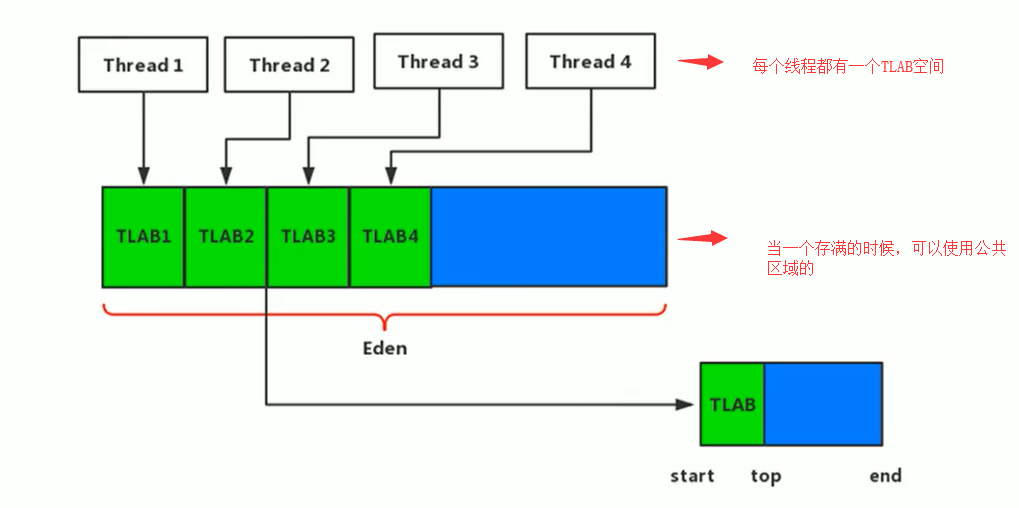 Thread 1
Thread 2
Thread 3
Thread 4
每个线程都有一个TLAB空间
TLAB1
TLAB2
TLAB3
TLAB4
当一个存满的时候，可以使用公共
区域的
Eden
TLAB
start
top
end